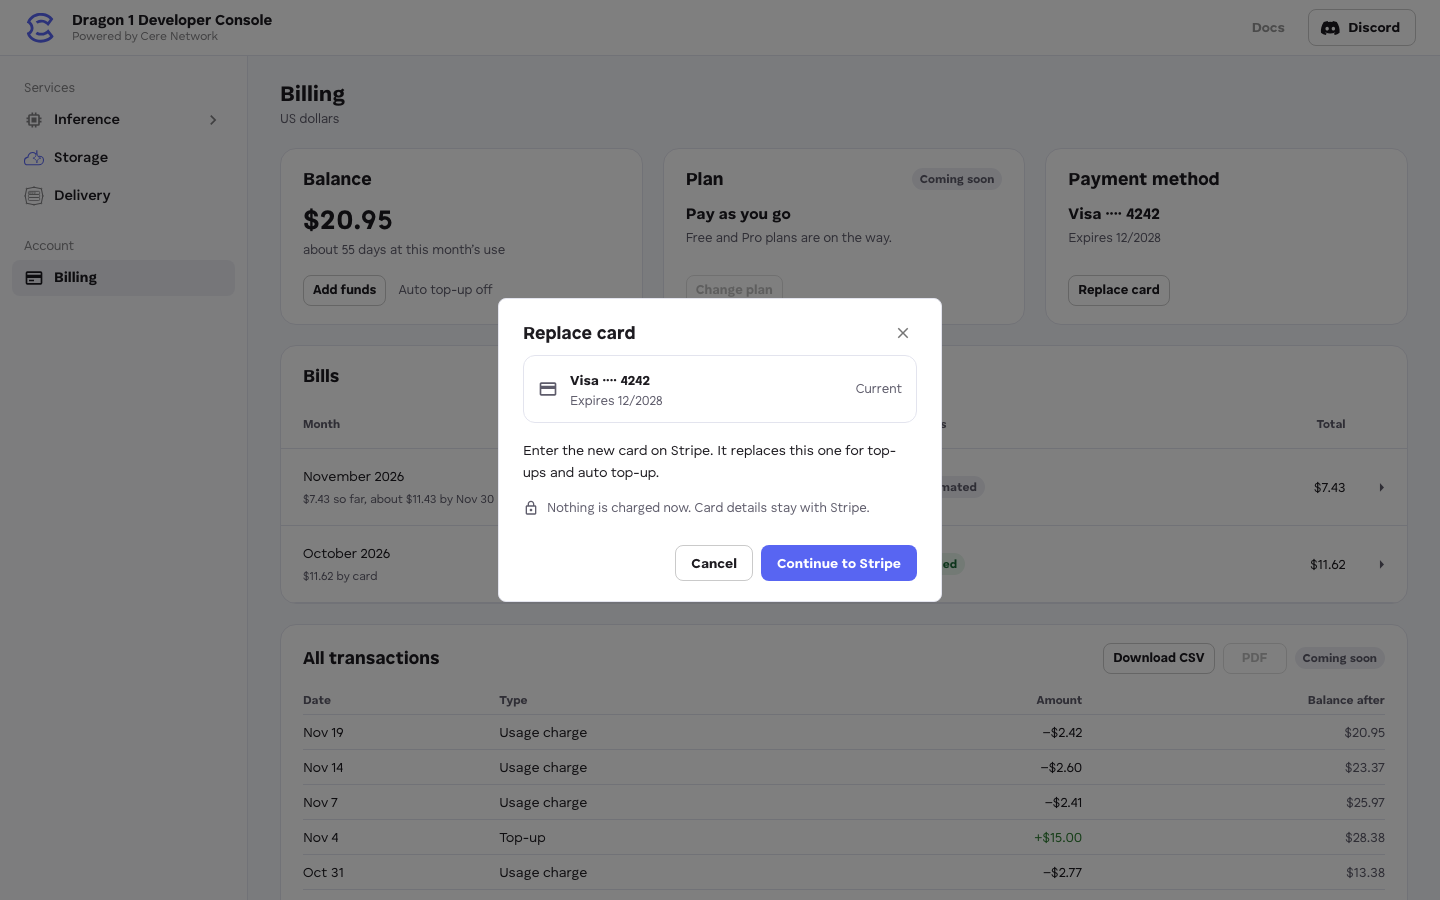 Dragon 1 Developer Console
Powered by Cere Network
Docs
Discord
Services
Inference
Storage
Delivery
Account
Billing
Billing
US dollars
Balance
$20.95
about 55 days at this month's use
Add funds
Auto top-up off
Plan
Coming soon
Pay as you go
Free and Pro plans are on the way.
Change plan
Payment method
Visa ···· 4242
Expires 12/2028
Replace card
Replace card
Visa ···· 4242
Expires 12/2028
Current
Enter the new card on Stripe. It replaces this one for top-
ups and auto top-up.
Nothing is charged now. Card details stay with Stripe.
Cancel
Continue to Stripe
Bills
Month
Total
November 2026
$7.43 so far, about $11.43 by Nov 30
$7.43
October 2026
$11.62 by card
$11.62
All transactions
Download CSV
PDF
Coming soon
Date Type Amount Balance after
Nov 19 Usage charge −$2.42 $20.95
Nov 14 Usage charge −$2.60 $23.37
Nov 7 Usage charge −$2.41 $25.97
Nov 4 Top-up +$15.00 $28.38
Oct 31 Usage charge −$2.77 $13.38